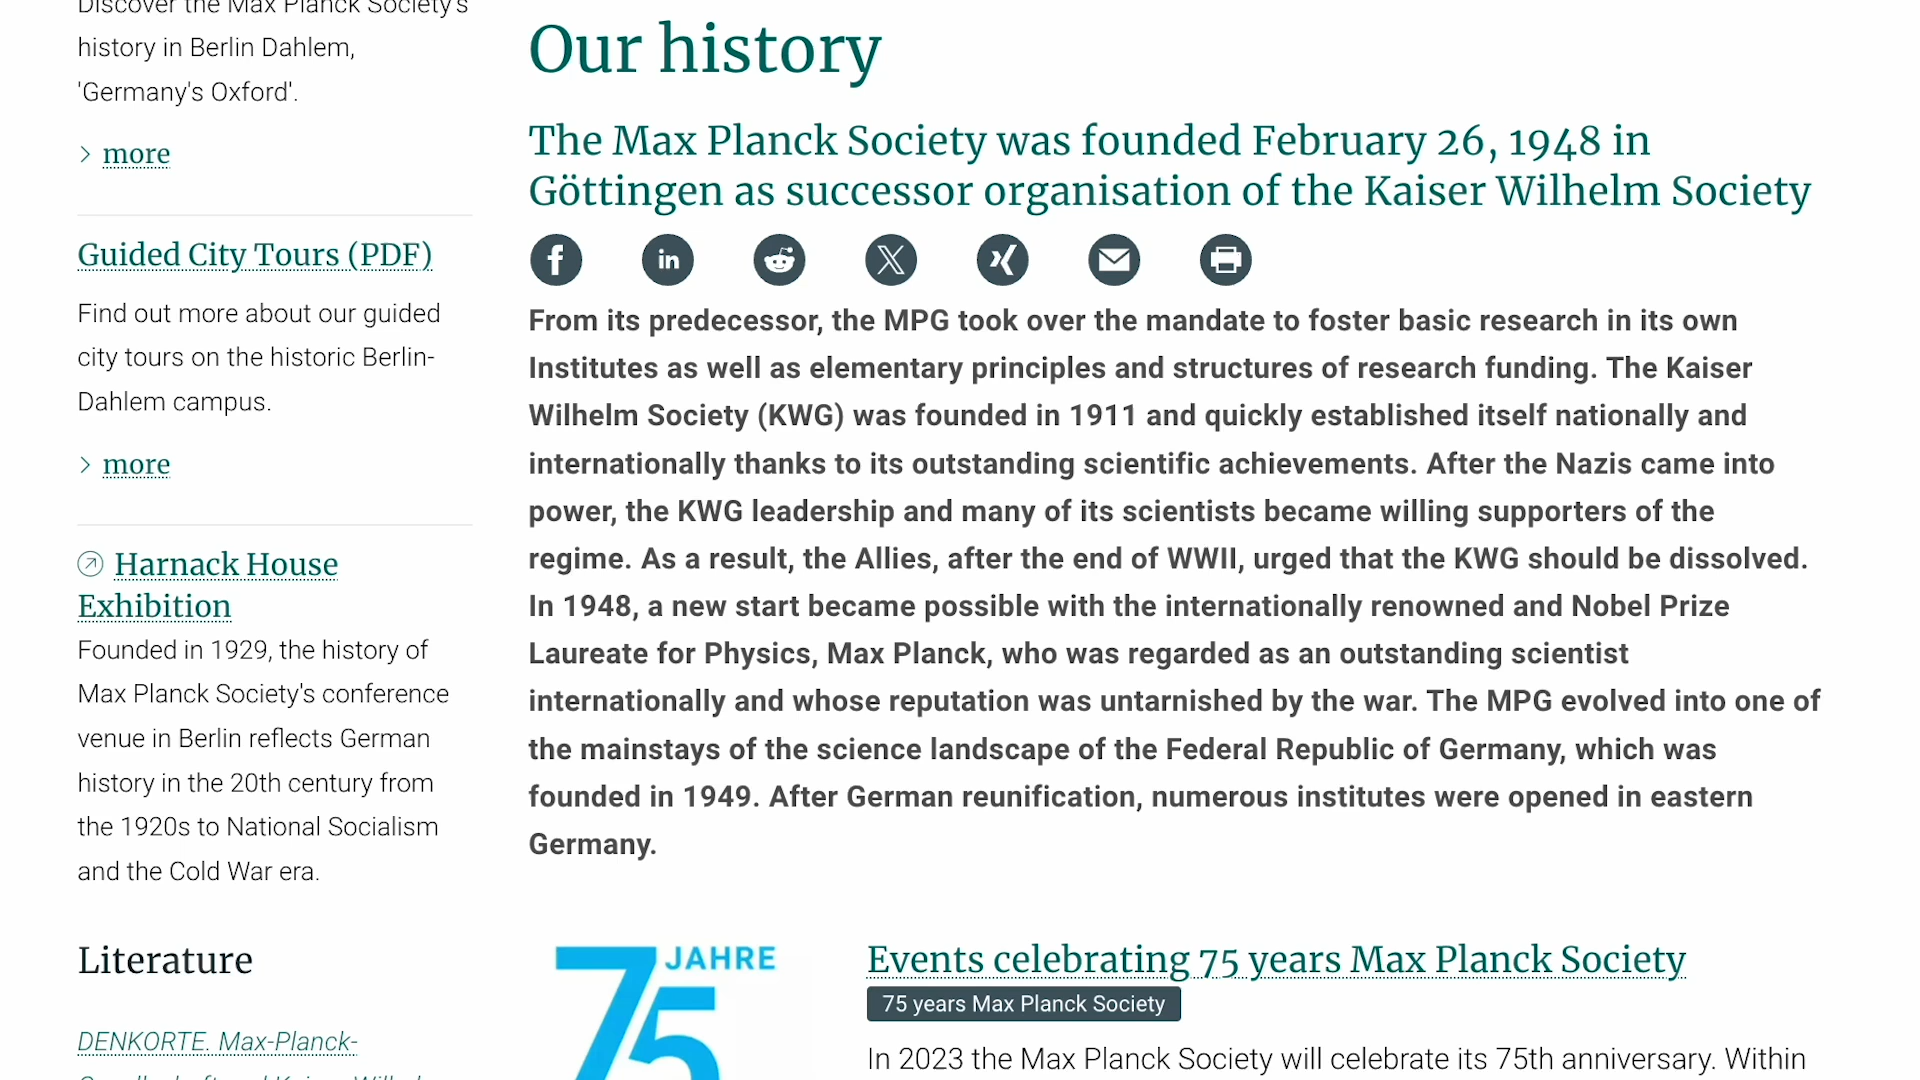 Discover the Max Planck Society's
history in Berlin Dahlem,
'Germany's Oxford'.
> more
Guided City Tours (PDF)
Find out more about our guided
city tours on the historic Berlin-
Dahlem campus.
> more
Harnack House
Exhibition
Founded in 1929, the history of
Max Planck Society's conference
venue in Berlin reflects German
history in the 20th century from
the 1920s to National Socialism
and the Cold War era.
Literature
DENKORTE. Max-Planck-
Our history
The Max Planck Society was founded February 26, 1948 in
Göttingen as successor organisation of the Kaiser Wilhelm Society
From its predecessor, the MPG took over the mandate to foster basic research in its own
Institutes as well as elementary principles and structures of research funding. The Kaiser
Wilhelm Society (KWG) was founded in 1911 and quickly established itself nationally and
internationally thanks to its outstanding scientific achievements. After the Nazis came into
power, the KWG leadership and many of its scientists became willing supporters of the
regime. As a result, the Allies, after the end of WWII, urged that the KWG should be dissolved.
In 1948, a new start became possible with the internationally renowned and Nobel Prize
Laureate for Physics, Max Planck, who was regarded as an outstanding scientist
internationally and whose reputation was untarnished by the war. The MPG evolved into one of
the mainstays of the science landscape of the Federal Republic of Germany, which was
founded in 1949. After German reunification, numerous institutes were opened in eastern
Germany.
75 JAHRE
Events celebrating 75 years Max Planck Society
75 years Max Planck Society
In 2023 the Max Planck Society will celebrate its 75th anniversary. Within